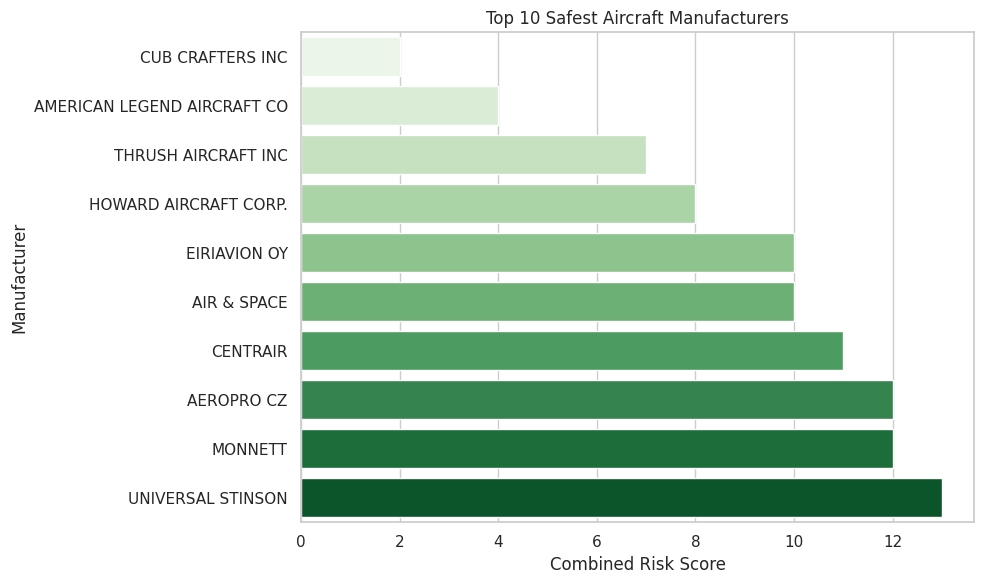 Top 10 Safest Aircraft Manufacturers
Manufacturer
CUB CRAFTERS INC
AMERICAN LEGEND AIRCRAFT CO
THRUSH AIRCRAFT INC
HOWARD AIRCRAFT CORP.
EIRIAVION OY
AIR & SPACE
CENTRAIR
AEROPRO CZ
MONNETT
UNIVERSAL STINSON
0 2 4 6 8 10 12
Combined Risk Score